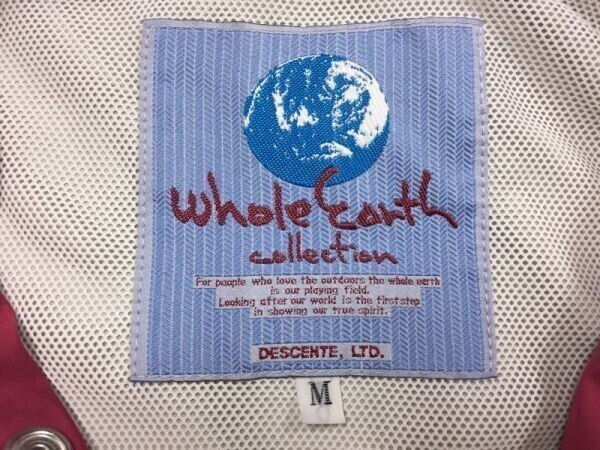 Whole Earth
collection
For people who love the outdoors the whole earth
is our playing field.
Looking after our world is the first step
in showing our true spirit.
DESCENTE, LTD.
M